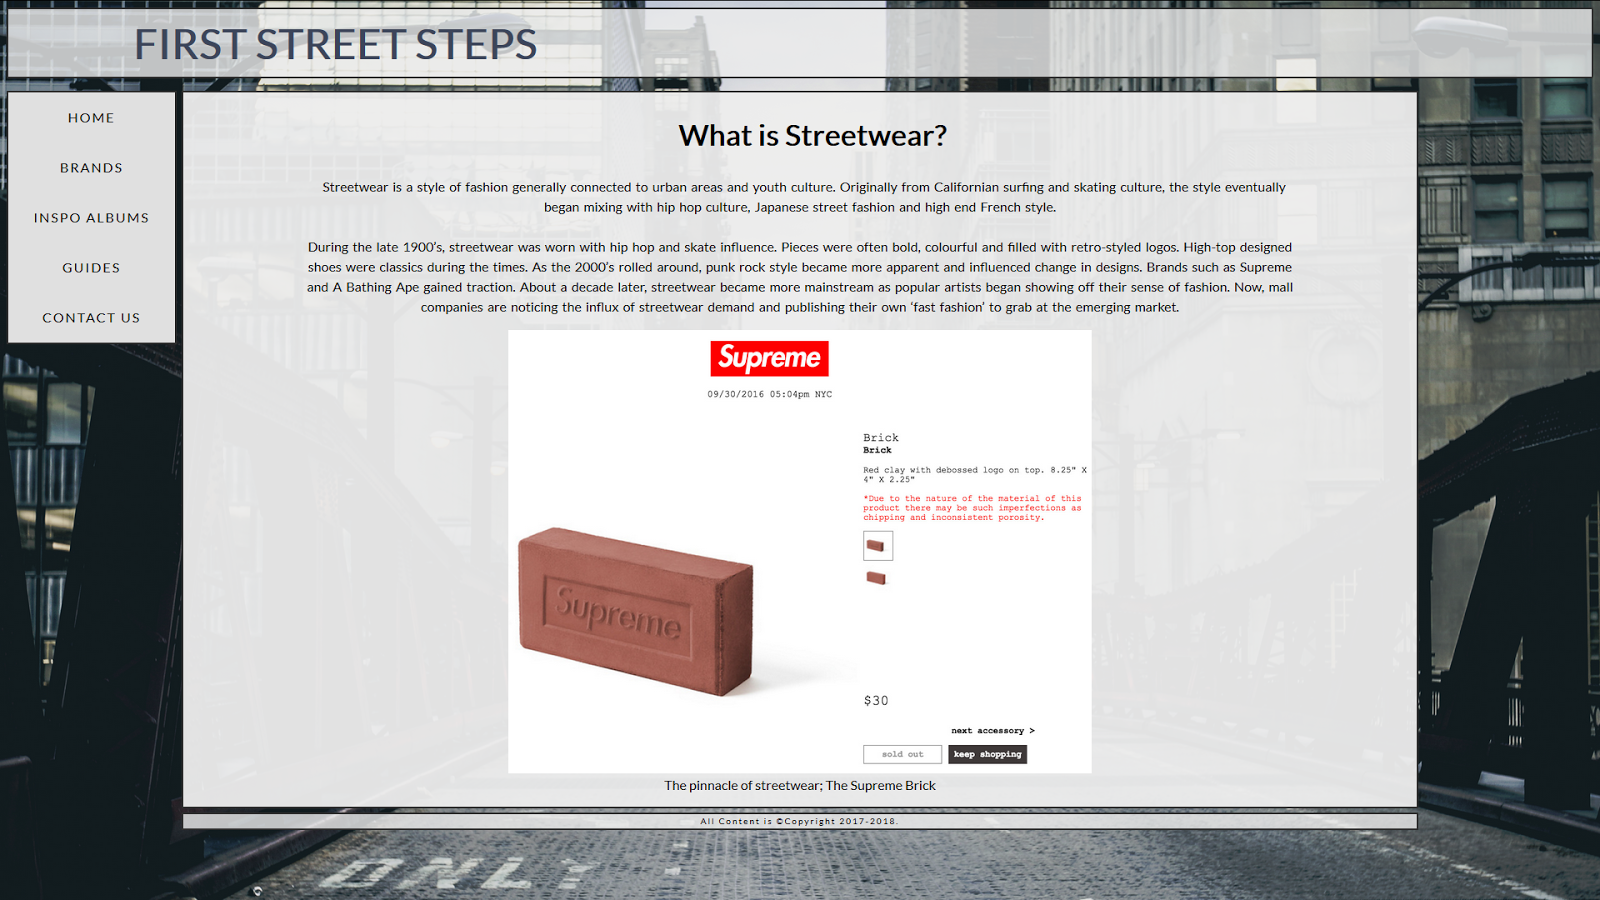 FIRST STREET STEPS
HOME
BRANDS
INSPO ALBUMS
GUIDES
CONTACT US
What is Streetwear?
Streetwear is a style of fashion generally connected to urban areas and youth culture. Originally from Californian surfing and skating culture, the style eventually
began mixing with hip hop culture, Japanese street fashion and high end French style.
During the late 1900’s, streetwear was worn with hip hop and skate influence. Pieces were often bold, colourful and filled with retro-styled logos. High-top designed
shoes were classics during the times. As the 2000’s rolled around, punk rock style became more apparent and influenced change in designs. Brands such as Supreme
and A Bathing Ape gained traction. About a decade later, streetwear became more mainstream as popular artists began showing off their sense of fashion. Now, mall
companies are noticing the influx of streetwear demand and publishing their own ‘fast fashion’ to grab at the emerging market.
Supreme
09/30/2016 05:04pm NYC
Brick
Brick
Red clay with debossed logo on top. 8.25" X
4" X 2.25"
*Due to the nature of the material of this
product there may be such imperfections as
chipping and inconsistent porosity.
Supreme
$30
next accessory >
sold out
keep shopping
The pinnacle of streetwear; The Supreme Brick
All Content is ©Copyright 2017-2018.
ONLY